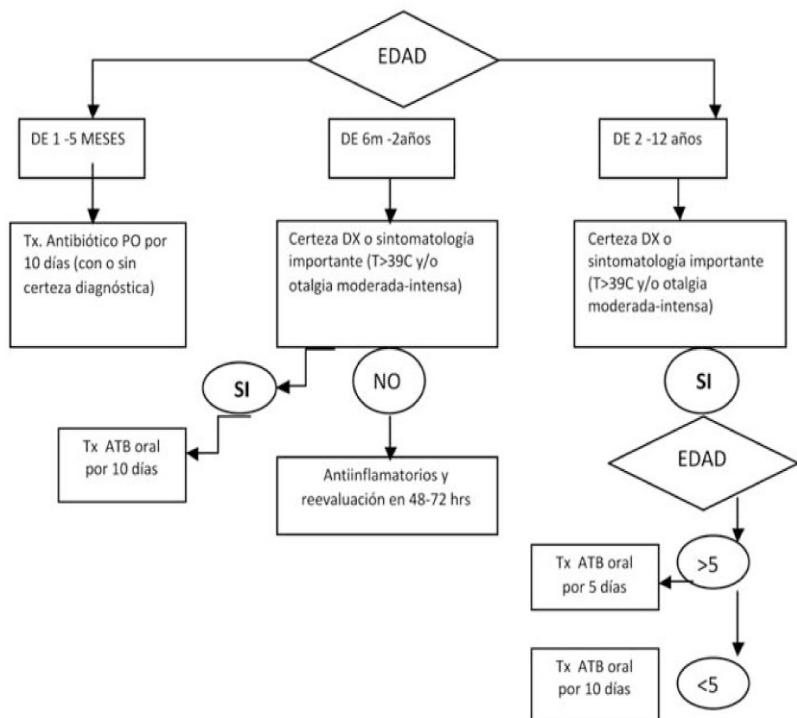 EDAD
DE 1 -5 MESES
DE 6m -2años
DE 2 -12 años
Tx. Antibiótico PO por
10 días (con o sin
certeza diagnóstica)
Certeza DX o sintomatología
importante (T>39C y/o
otalgia moderada-intensa)
Certeza DX o
sintomatología importante
(T>39C y/o otalgia
moderada-intensa)
SI
NO
SI
Tx ATB oral
por 10 días
Antiinflamatorios y
reevaluación en 48-72 hrs
EDAD
>5
Tx ATB oral
por 5 días
Tx ATB oral
por 10 días
<5